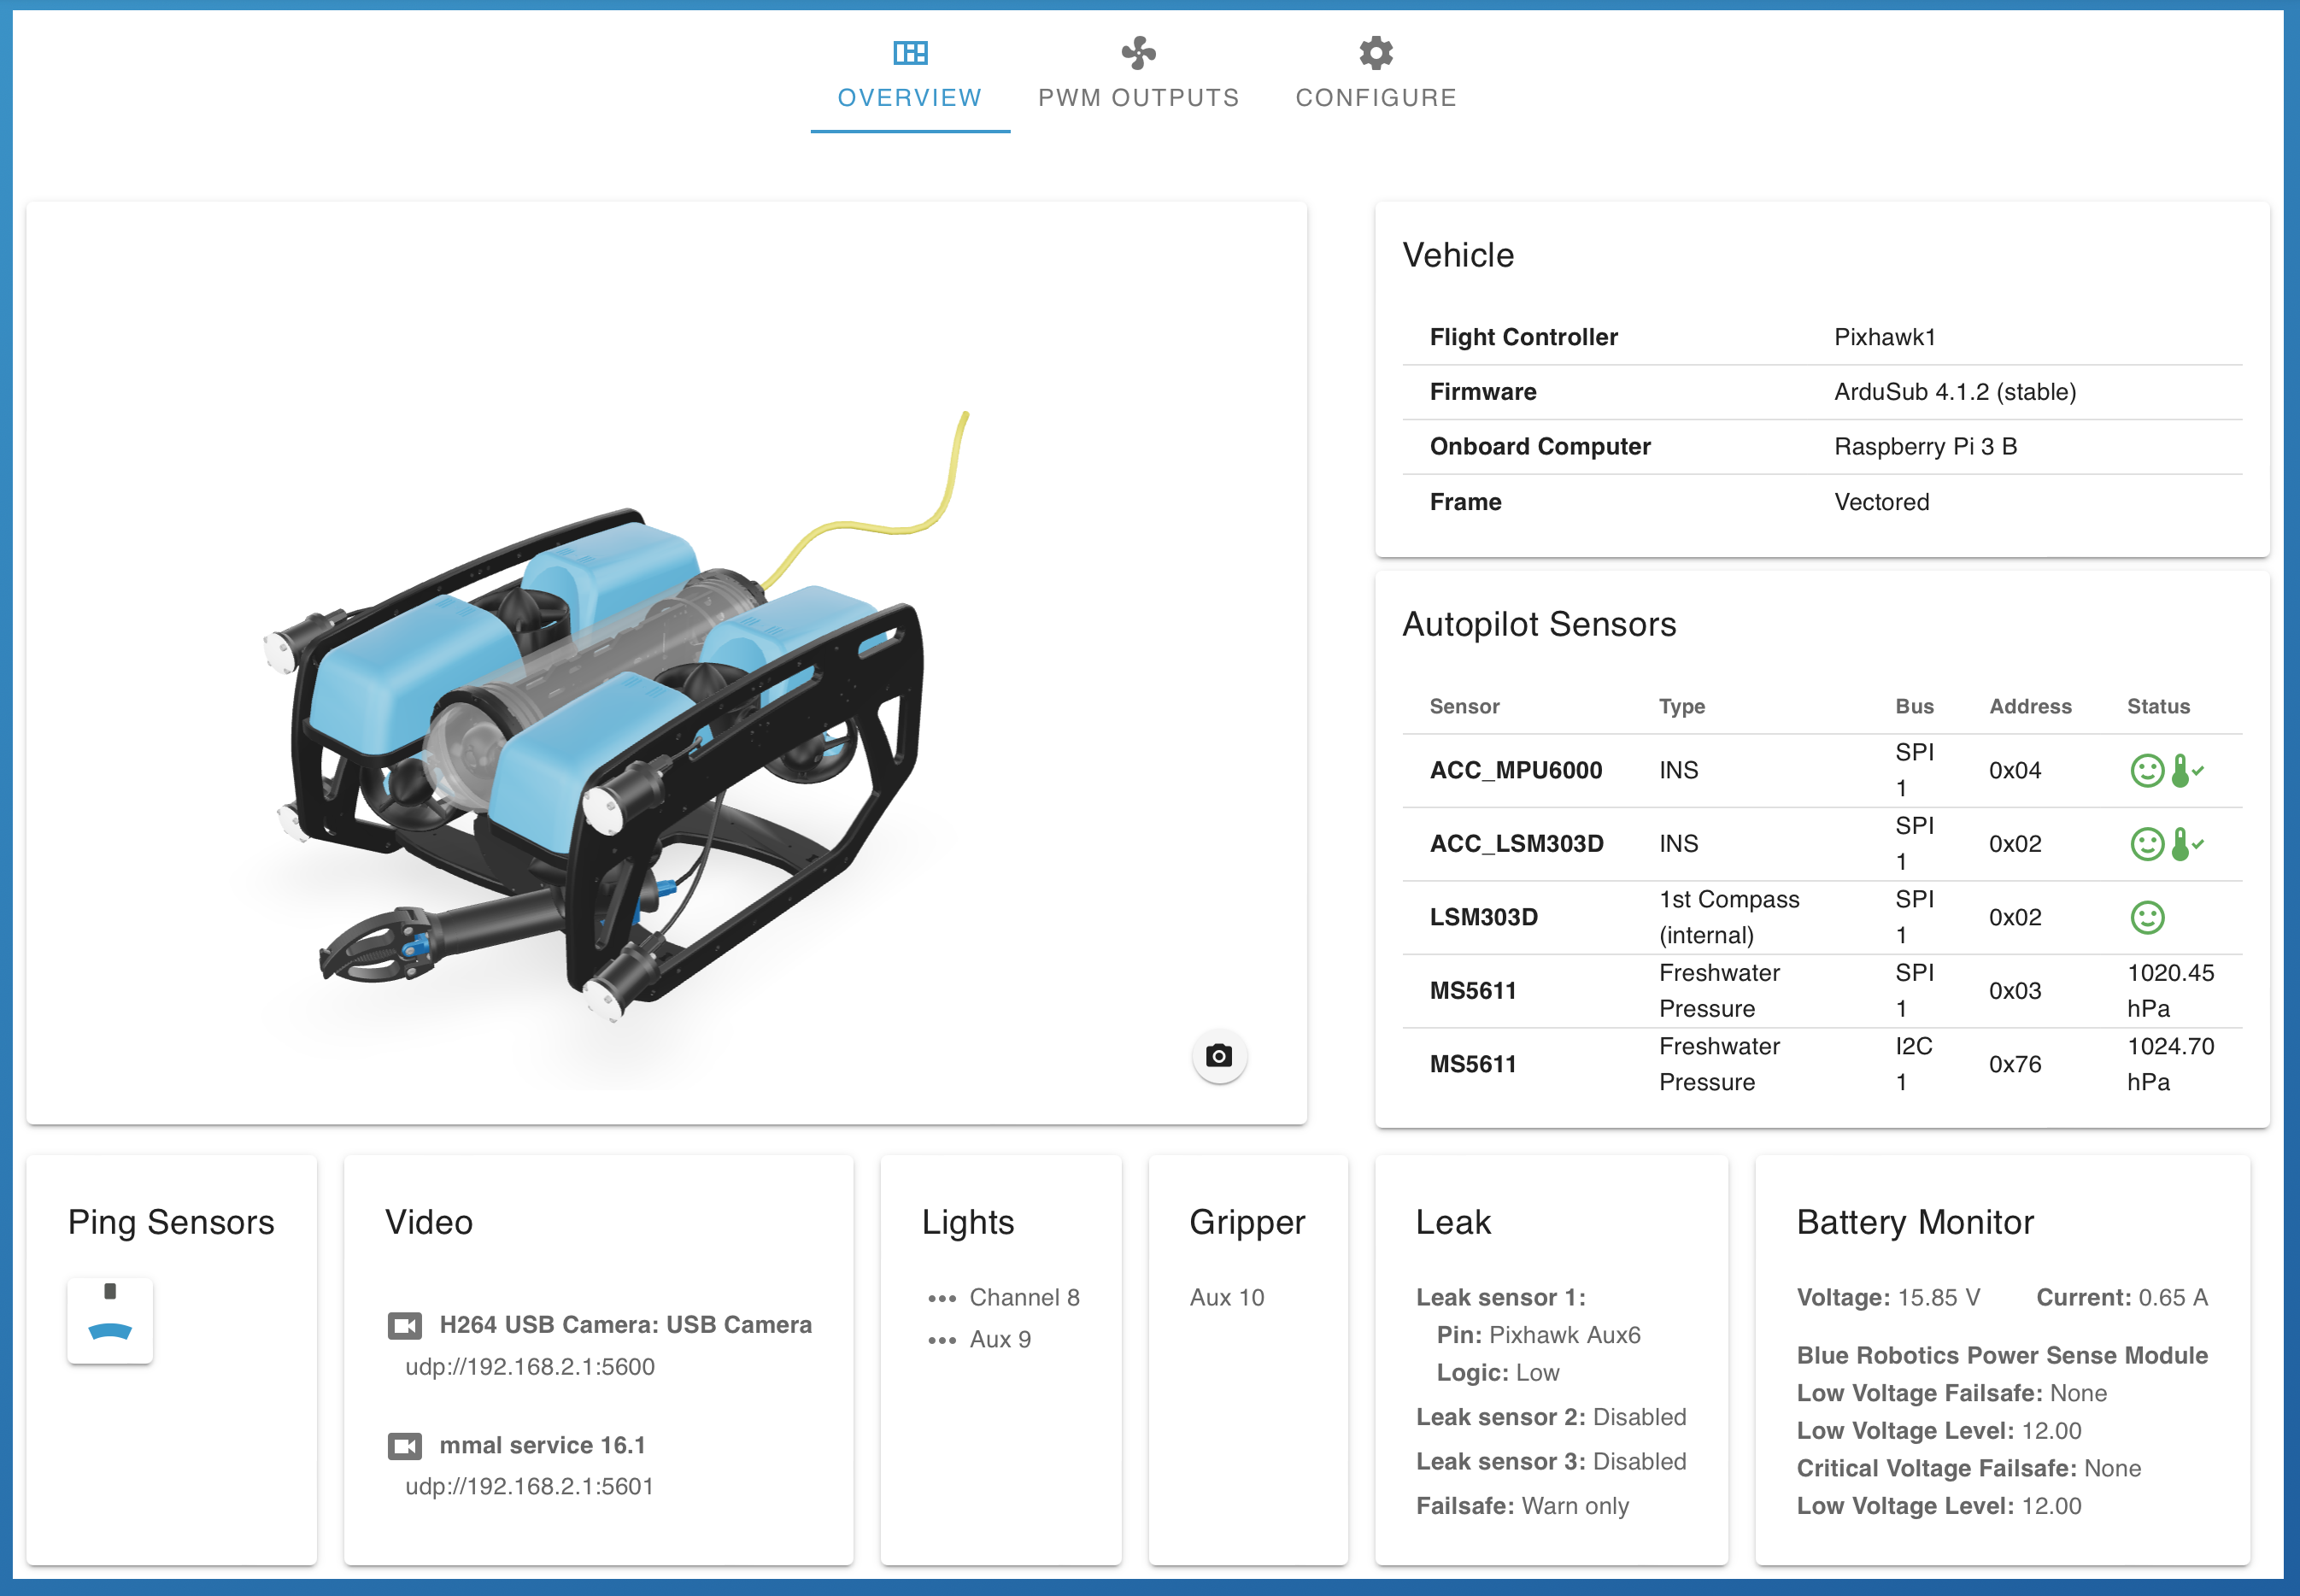 OVERVIEW
PWM OUTPUTS
CONFIGURE
Vehicle
Flight Controller Pixhawk1
Firmware ArduSub 4.1.2 (stable)
Onboard Computer Raspberry Pi 3 B
Frame Vectored
Autopilot Sensors
Sensor Type Bus Address Status
ACC_MPU6000 INS SPI 1 0x04
ACC_LSM303D INS SPI 1 0x02
LSM303D 1st Compass (internal) SPI 1 0x02
MS5611 Freshwater Pressure SPI 1 0x03 1020.45 hPa
MS5611 Freshwater Pressure I2C 1 0x76 1024.70 hPa
Ping Sensors
Video
H264 USB Camera: USB Camera
udp://192.168.2.1:5600
mmal service 16.1
udp://192.168.2.1:5601
Lights
Channel 8
Aux 9
Gripper
Aux 10
Leak
Leak sensor 1:
Pin: Pixhawk Aux6
Logic: Low
Leak sensor 2: Disabled
Leak sensor 3: Disabled
Failsafe: Warn only
Battery Monitor
Voltage: 15.85 V Current: 0.65 A
Blue Robotics Power Sense Module
Low Voltage Failsafe: None
Low Voltage Level: 12.00
Critical Voltage Failsafe: None
Low Voltage Level: 12.00